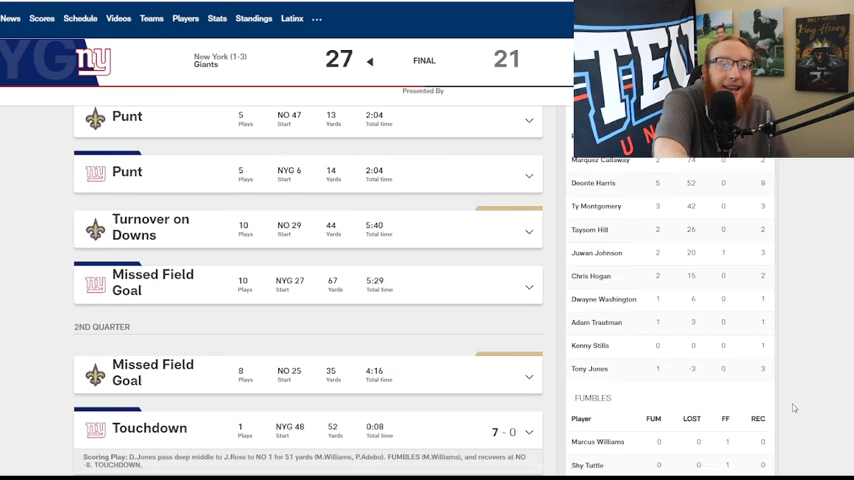 News Scores Schedule Videos Teams Players Stats Standings Latinx
YG ny New York (1-3) 27 FINAL 21
Giants
Presented By
Punt 5 NO 47 13 2:04
Plays Start Yards Total time
Punt 5 NYG 6 14 2:04
Plays Start Yards Total time
Turnover on
Downs
10 NO 29 44 5:40
Plays Start Yards Total time
Missed Field
Goal
10 NYG 27 67 5:29
Plays Start Yards Total time
2ND QUARTER
Missed Field
Goal
8 NO 25 35 4:16
Plays Start Yards Total time
Touchdown 1 NYG 48 52 0:08 7 - 0
Plays Start Yards Total time
Scoring Play: D.Jones pass deep middle to J.Ross to NO 1 for 51 yards (M.Williams, P.Adebo). FUMBLES (M.Williams), and recovers at NO
-8. TOUCHDOWN.
Marquez Callaway 2 74 0 2
Deonte Harris 5 52 0 8
Ty Montgomery 3 42 0 3
Taysom Hill 2 26 0 2
Juwan Johnson 2 20 1 3
Chris Hogan 2 15 0 2
Dwayne Washington 1 6 0 1
Adam Trautman 1 3 0 1
Kenny Stills 0 0 0 1
Tony Jones 1 -3 0 3
FUMBLES
Player FUM LOST FF REC
Marcus Williams 0 0 1 0
Shy Tuttle 0 0 1 0
King Henry